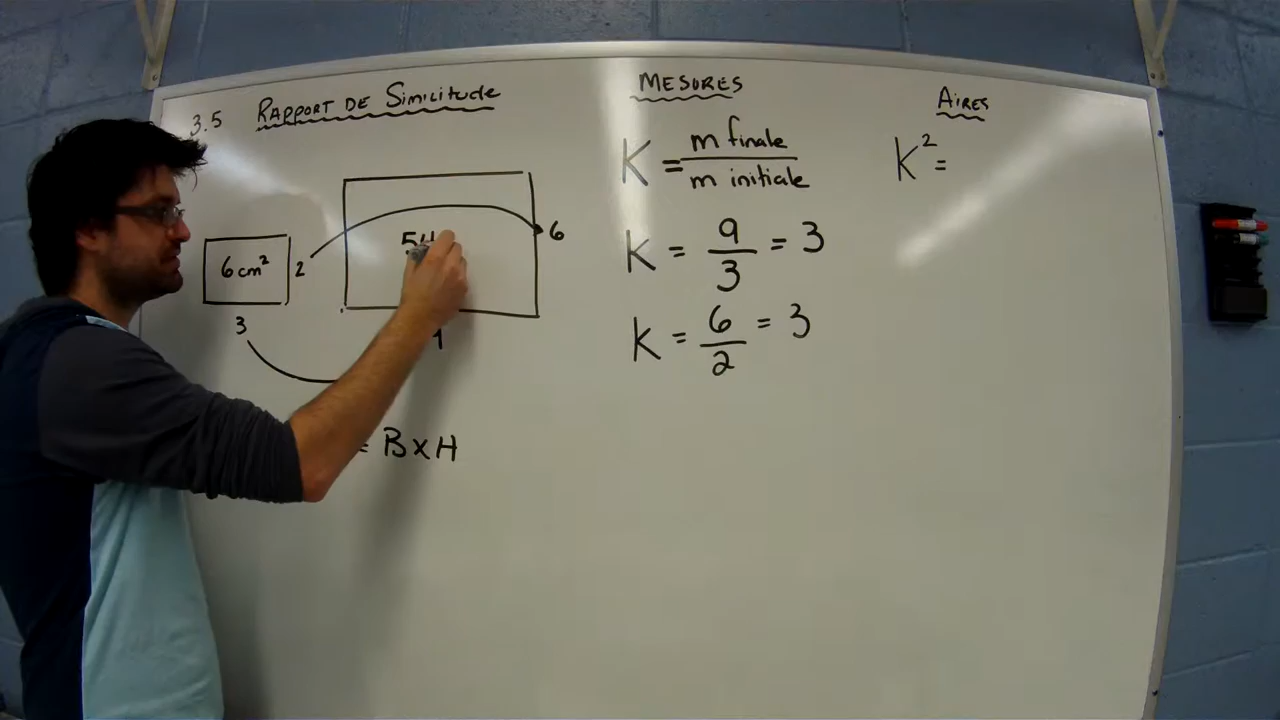 3.5 RAPPORT DE SIMILITUDE
6 cm² 2
3
54
6
= B x H
MESURES
K = m finale / m initiale
K = 9/3 = 3
K = 6/2 = 3
AIRES
K² =